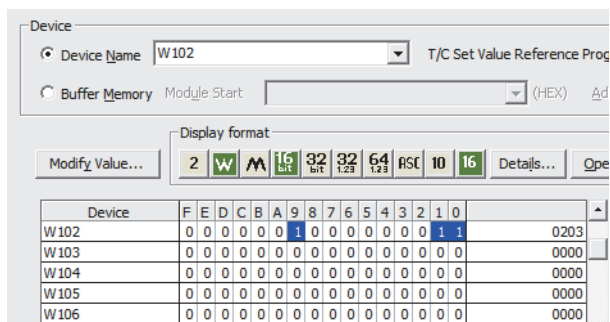 Device
Device Name W102 T/C Set Value Reference Prog
Buffer Memory Module Start (HEX) Ad
Display format
Modify Value... 2 W M 16 bit 32 bit 32 1.23 64 1.23 ASC 10 16 Details... Ope
Device F E D C B A 9 8 7 6 5 4 3 2 1 0
W102 0 0 0 0 0 0 1 0 0 0 0 0 0 0 1 1 0203
W103 0 0 0 0 0 0 0 0 0 0 0 0 0 0 0 0 0000
W104 0 0 0 0 0 0 0 0 0 0 0 0 0 0 0 0 0000
W105 0 0 0 0 0 0 0 0 0 0 0 0 0 0 0 0 0000
W106 0 0 0 0 0 0 0 0 0 0 0 0 0 0 0 0 0000